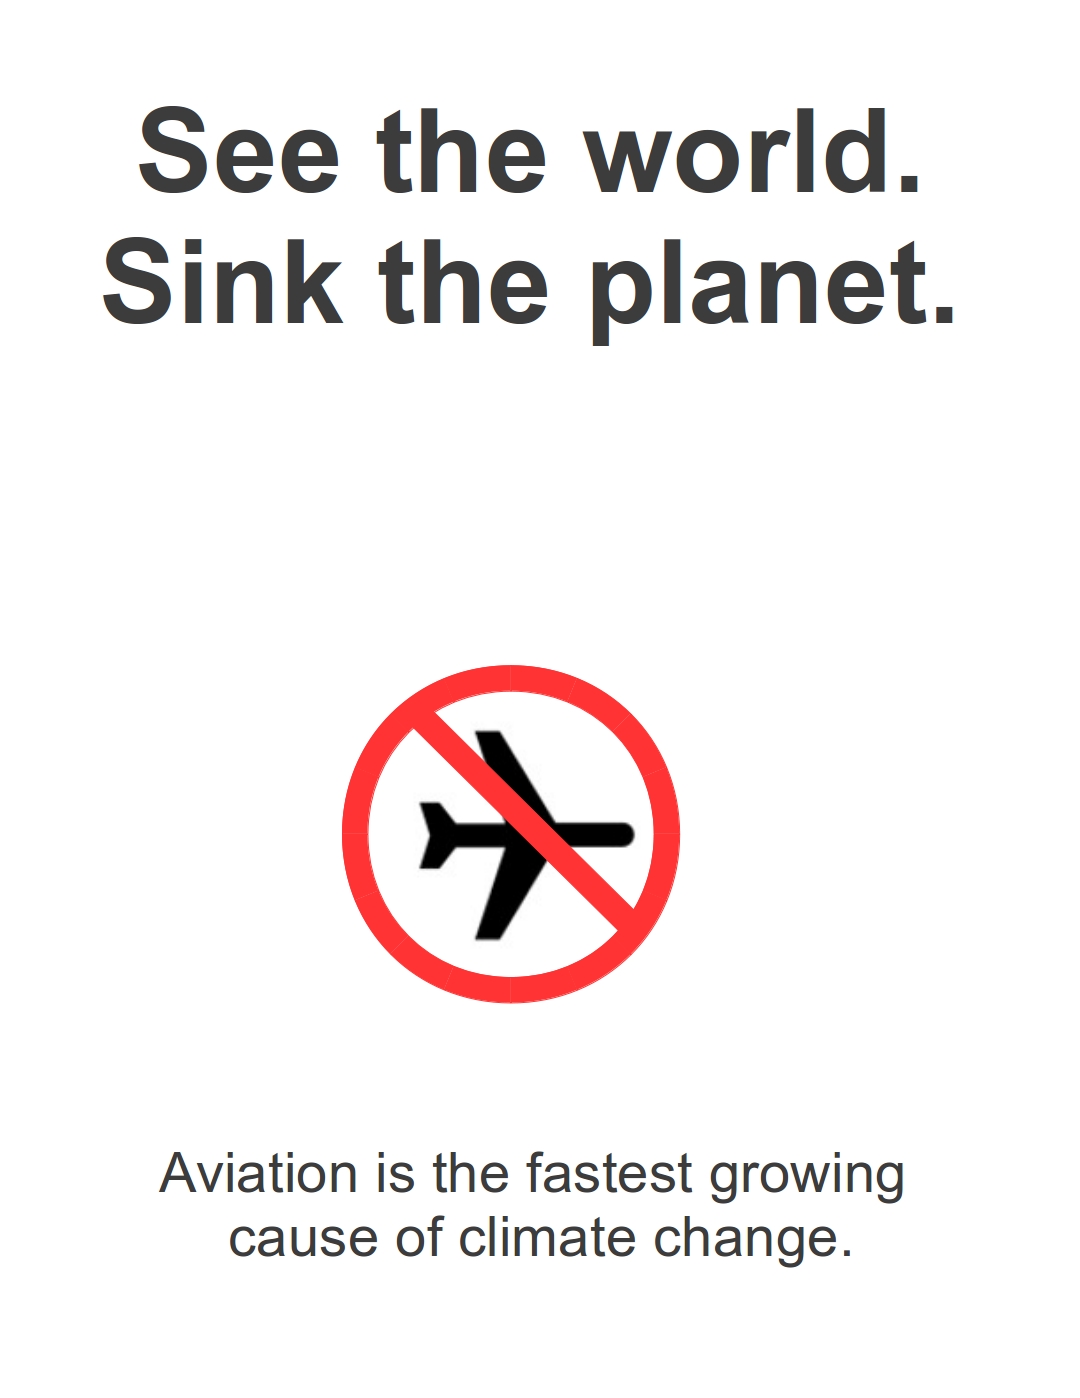 See the world.
Sink the planet.
Aviation is the fastest growing
cause of climate change.